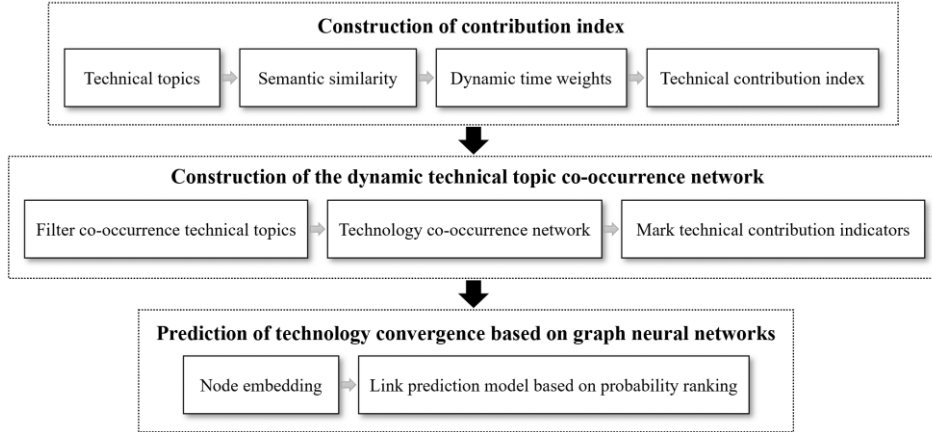 Construction of contribution index
Technical topics
Semantic similarity
Dynamic time weights
Technical contribution index
Construction of the dynamic technical topic co-occurrence network
Filter co-occurrence technical topics
Technology co-occurrence network
Mark technical contribution indicators
Prediction of technology convergence based on graph neural networks
Node embedding
Link prediction model based on probability ranking